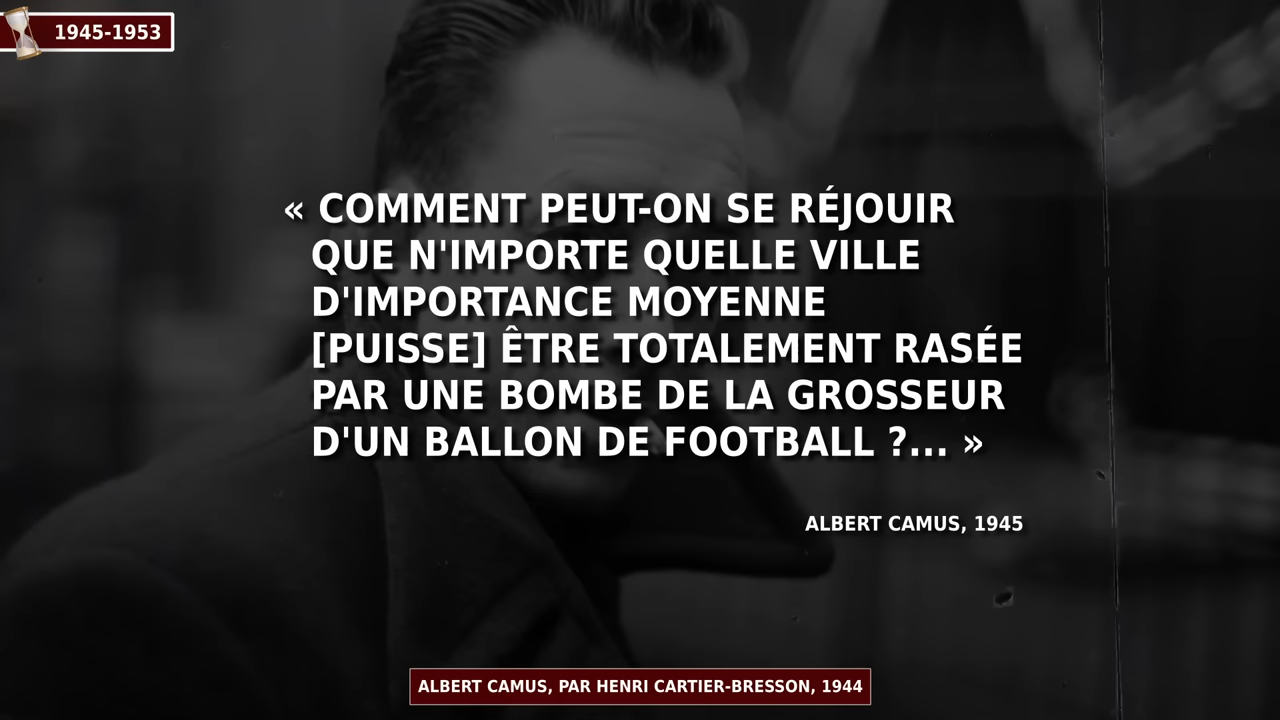 1945-1953
« COMMENT PEUT-ON SE RÉJOUIR
QUE N'IMPORTE QUELLE VILLE
D'IMPORTANCE MOYENNE
[PUISSE] ÊTRE TOTALEMENT RASÉE
PAR UNE BOMBE DE LA GROSSEUR
D'UN BALLON DE FOOTBALL ?... »
ALBERT CAMUS, 1945
ALBERT CAMUS, PAR HENRI CARTIER-BRESSON, 1944